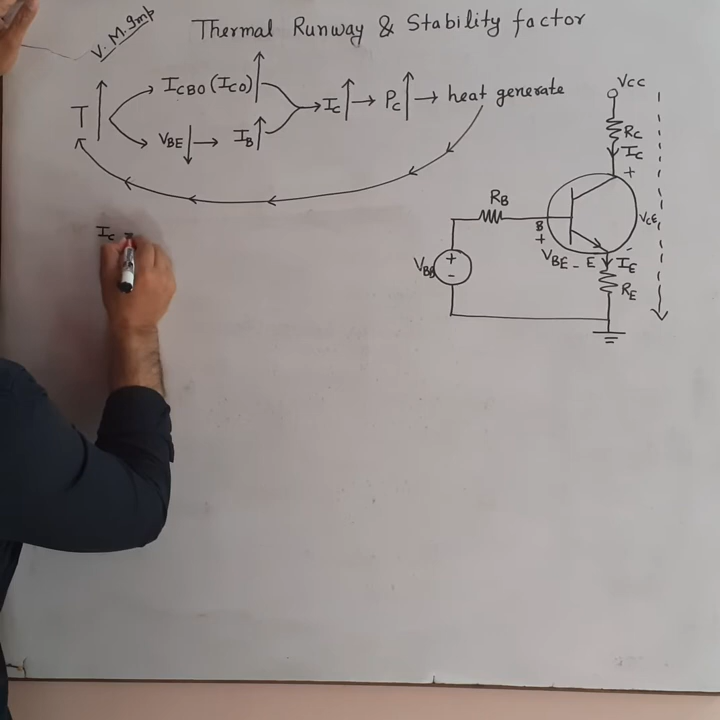 V. M. Imp
Thermal Runway & Stability factor
T↑ → ICBO (ICO)↑ → IC↑ → PC↑ → heat generate
VBE↓ → IB↑
IC =
VCC
RC
IC
+
RB
B
+
VBE - E
VCE
-
IE
RE
VBB
+
-